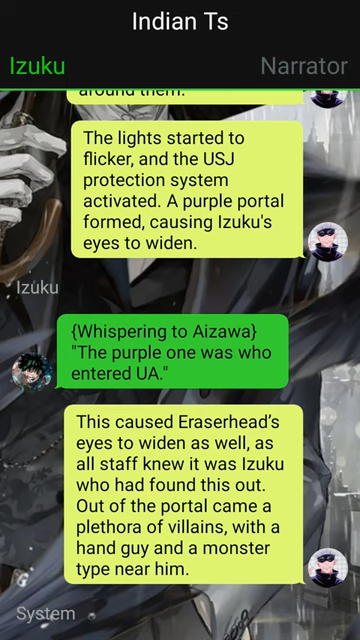 Indian Ts
Izuku
Narrator
around them.
The lights started to
flicker, and the USJ
protection system
activated. A purple portal
formed, causing Izuku's
eyes to widen.
Izuku
{Whispering to Aizawa}
"The purple one was who
entered UA."
This caused Eraserhead’s
eyes to widen as well, as
all staff knew it was Izuku
who had found this out.
Out of the portal came a
plethora of villains, with a
hand guy and a monster
type near him.
System